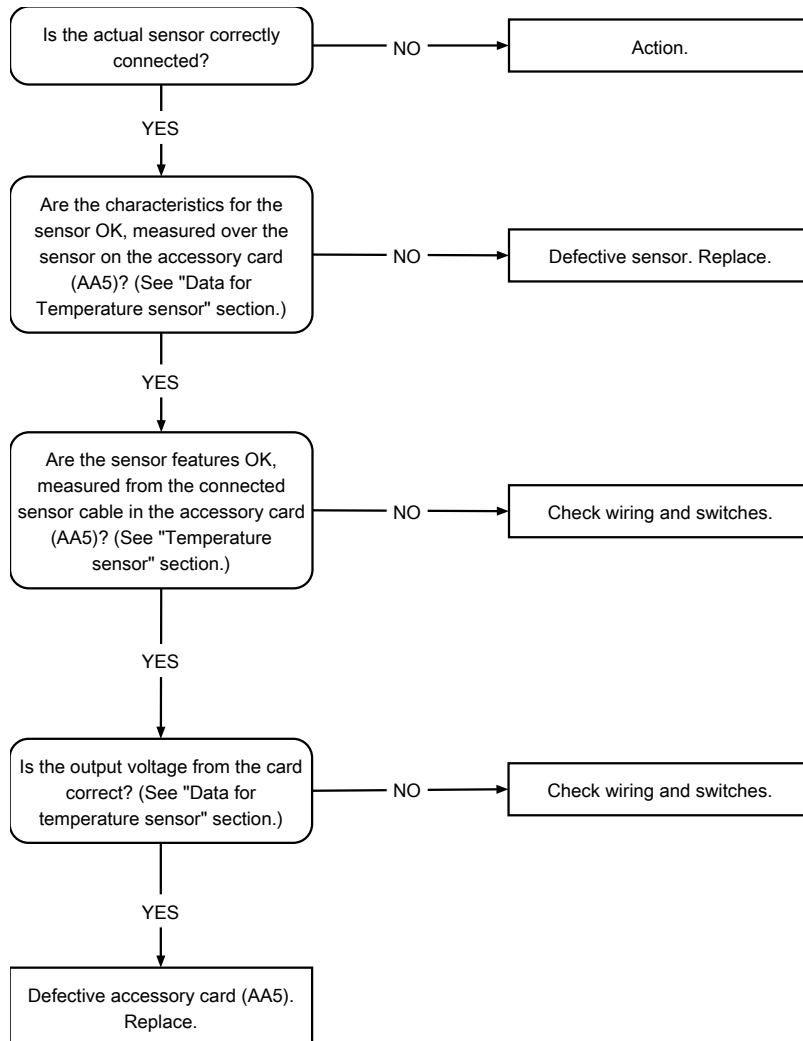 Is the actual sensor correctly
connected?
NO
Action.
YES
Are the characteristics for the
sensor OK, measured over the
sensor on the accessory card
(AA5)? (See "Data for
Temperature sensor" section.)
NO
Defective sensor. Replace.
YES
Are the sensor features OK,
measured from the connected
sensor cable in the accessory card
(AA5)? (See "Temperature
sensor" section.)
NO
Check wiring and switches.
YES
Is the output voltage from the card
correct? (See "Data for
temperature sensor" section.)
NO
Check wiring and switches.
YES
Defective accessory card (AA5).
Replace.